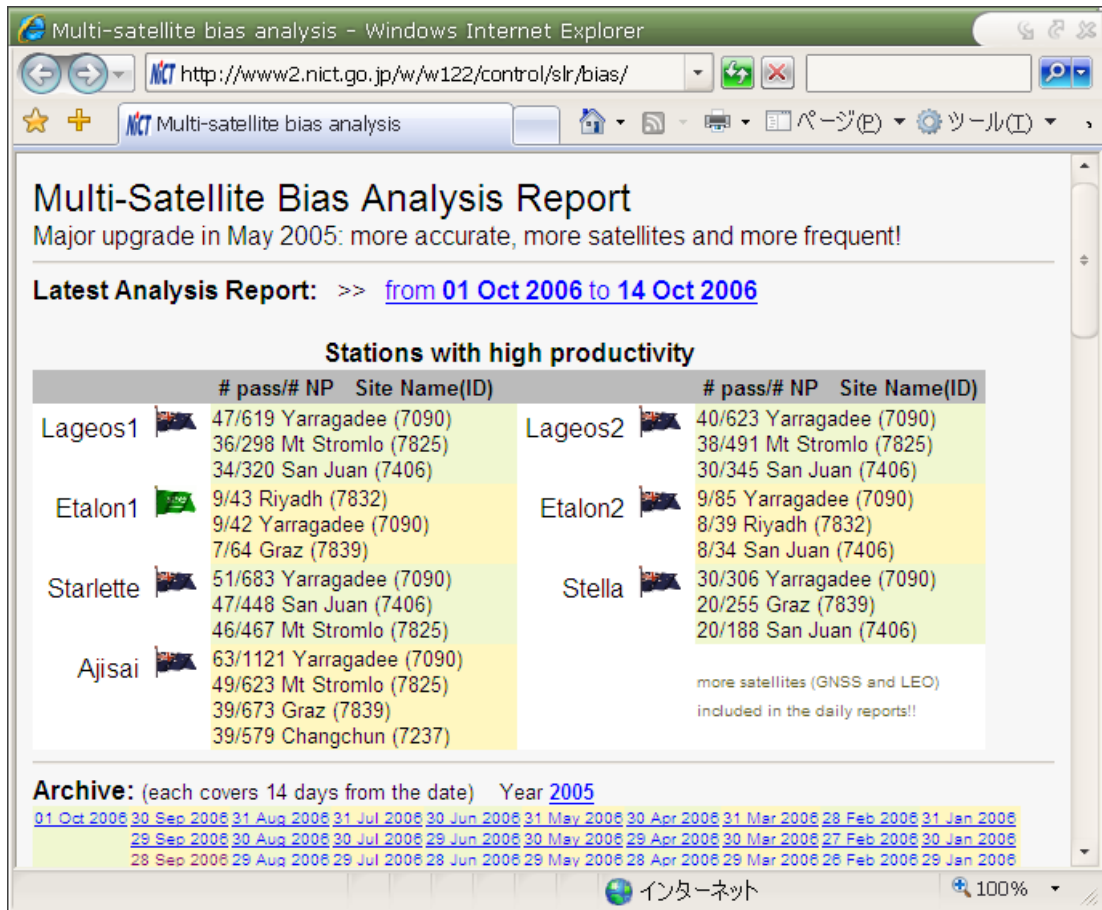 Multi-satellite bias analysis - Windows Internet Explorer
NiCT http://www2.nict.go.jp/w/w122/control/slr/bias/
NiCT Multi-satellite bias analysis ページ(P) ツール(T)
Multi-Satellite Bias Analysis Report
Major upgrade in May 2005: more accurate, more satellites and more frequent!
Latest Analysis Report: >> from 01 Oct 2006 to 14 Oct 2006
Stations with high productivity
# pass/# NP Site Name(ID) # pass/# NP Site Name(ID)
Lageos1 47/619 Yarragadee (7090) Lageos2 40/623 Yarragadee (7090)
36/298 Mt Stromlo (7825) 38/491 Mt Stromlo (7825)
34/320 San Juan (7406) 30/345 San Juan (7406)
Etalon1 9/43 Riyadh (7832) Etalon2 9/85 Yarragadee (7090)
9/42 Yarragadee (7090) 8/39 Riyadh (7832)
7/64 Graz (7839) 8/34 San Juan (7406)
Starlette 51/683 Yarragadee (7090) Stella 30/306 Yarragadee (7090)
47/448 San Juan (7406) 20/255 Graz (7839)
46/467 Mt Stromlo (7825) 20/188 San Juan (7406)
Ajisai 63/1121 Yarragadee (7090)
49/623 Mt Stromlo (7825) more satellites (GNSS and LEO)
39/673 Graz (7839) included in the daily reports!!
39/579 Changchun (7237)
Archive: (each covers 14 days from the date) Year 2005
01 Oct 2006 30 Sep 2006 31 Aug 2006 31 Jul 2006 30 Jun 2006 31 May 2006 30 Apr 2006 31 Mar 2006 28 Feb 2006 31 Jan 2006
29 Sep 2006 30 Aug 2006 30 Jul 2006 29 Jun 2006 30 May 2006 29 Apr 2006 30 Mar 2006 27 Feb 2006 30 Jan 2006
28 Sep 2006 29 Aug 2006 29 Jul 2006 28 Jun 2006 29 May 2006 28 Apr 2006 29 Mar 2006 26 Feb 2006 29 Jan 2006
インターネット 100%